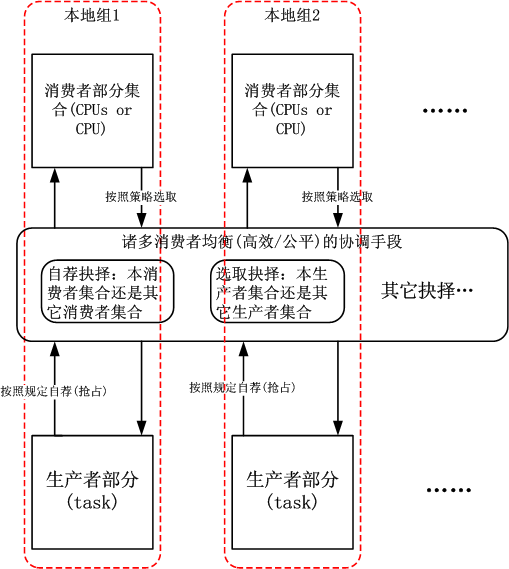 本地组1
本地组2
消费者部分集
合(CPUs or
CPU)
消费者部分集
合(CPUs or
CPU)
……
按照策略选取
按照策略选取
诸多消费者均衡(高效/公平)的协调手段
自荐抉择：本消
费者集合还是其
它消费者集合
选取抉择：本生
产者集合还是其
它生产者集合
其它抉择…
按照规定自荐(抢占)
按照规定自荐(抢占)
生产者部分
(task)
生产者部分
(task)
……